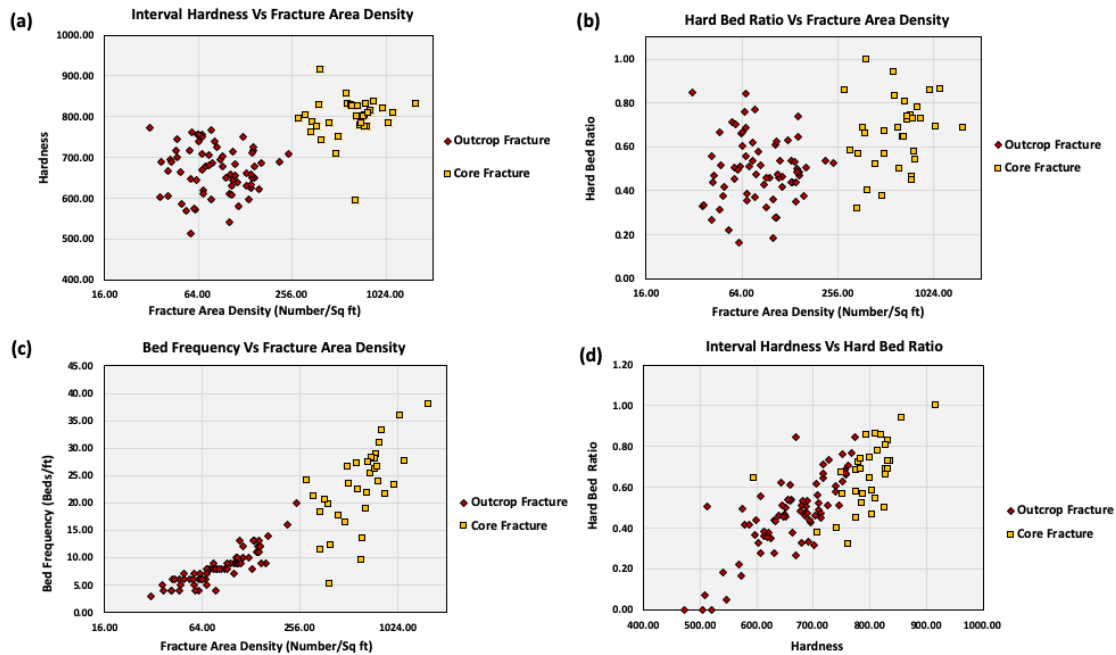 (a)
Interval Hardness Vs Fracture Area Density
1000.00
900.00
800.00
700.00
600.00
500.00
400.00
Hardness
16.00
64.00
256.00
1024.00
Fracture Area Density (Number/Sq ft)
Outcrop Fracture
Core Fracture
(b)
Hard Bed Ratio Vs Fracture Area Density
1.00
0.80
0.60
0.40
0.20
0.00
Hard Bed Ratio
16.00
64.00
256.00
1024.00
Fracture Area Density (Number/Sq ft)
Outcrop Fracture
Core Fracture
(c)
Bed Frequency Vs Fracture Area Density
45.00
40.00
35.00
30.00
25.00
20.00
15.00
10.00
5.00
0.00
Bed Frequency (Beds/ft)
16.00
64.00
256.00
1024.00
Fracture Area Density (Number/Sq ft)
Outcrop Fracture
Core Fracture
(d)
Interval Hardness Vs Hard Bed Ratio
1.20
1.00
0.80
0.60
0.40
0.20
0.00
Hard Bed Ratio
400.00
500.00
600.00
700.00
800.00
900.00
1000.00
Hardness
Outcrop Fracture
Core Fracture